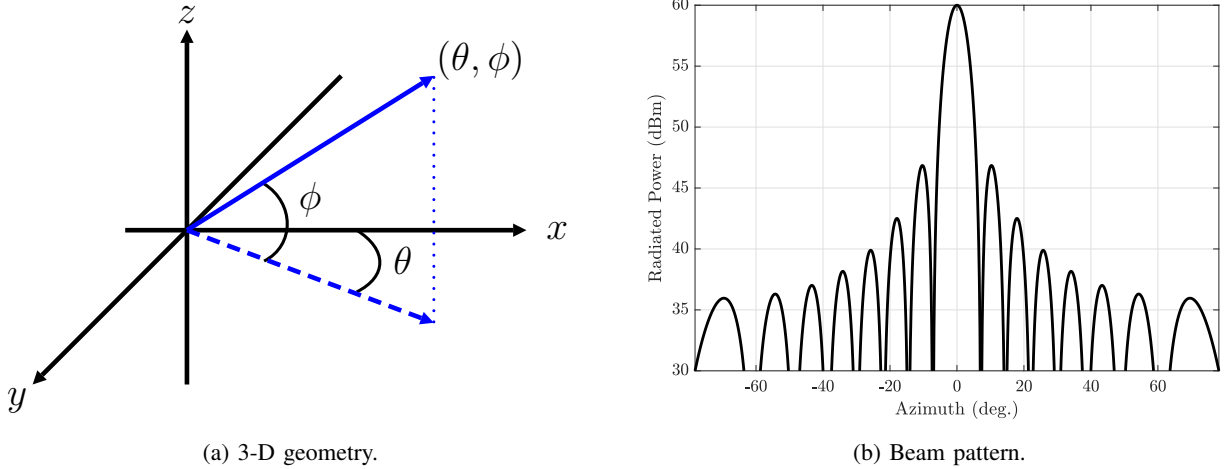 z
(θ, ϕ)
ϕ
x
θ
y
(a) 3-D geometry.
60
55
50
45
40
35
30
Radiated Power (dBm)
-60 -40 -20 0 20 40 60
Azimuth (deg.)
(b) Beam pattern.